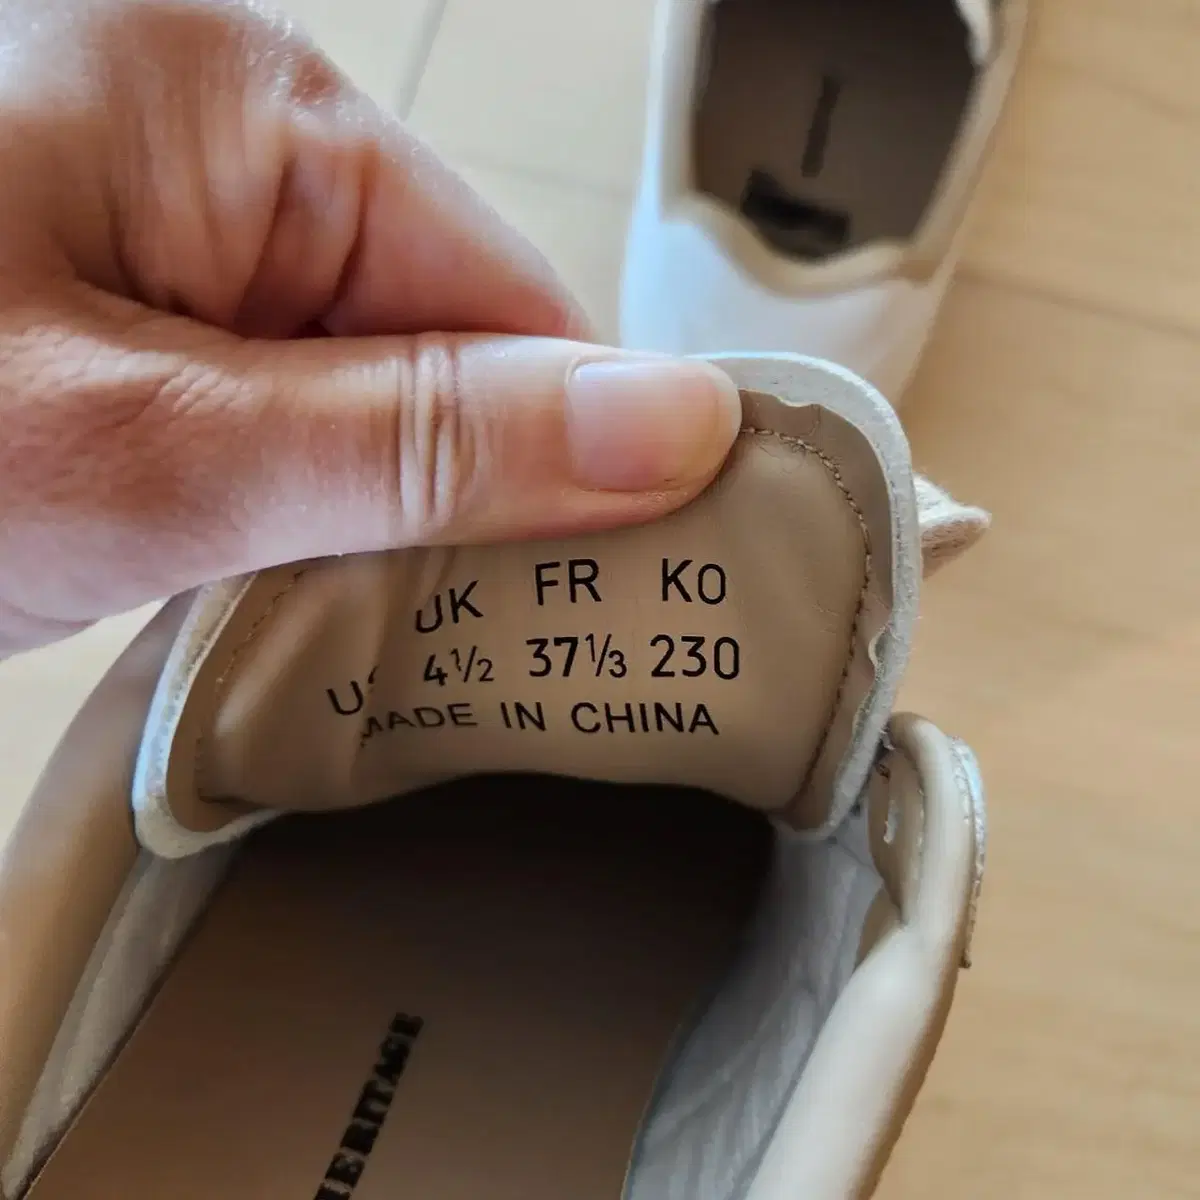 UK FR KO
4½ 37⅓ 230
MADE IN CHINA